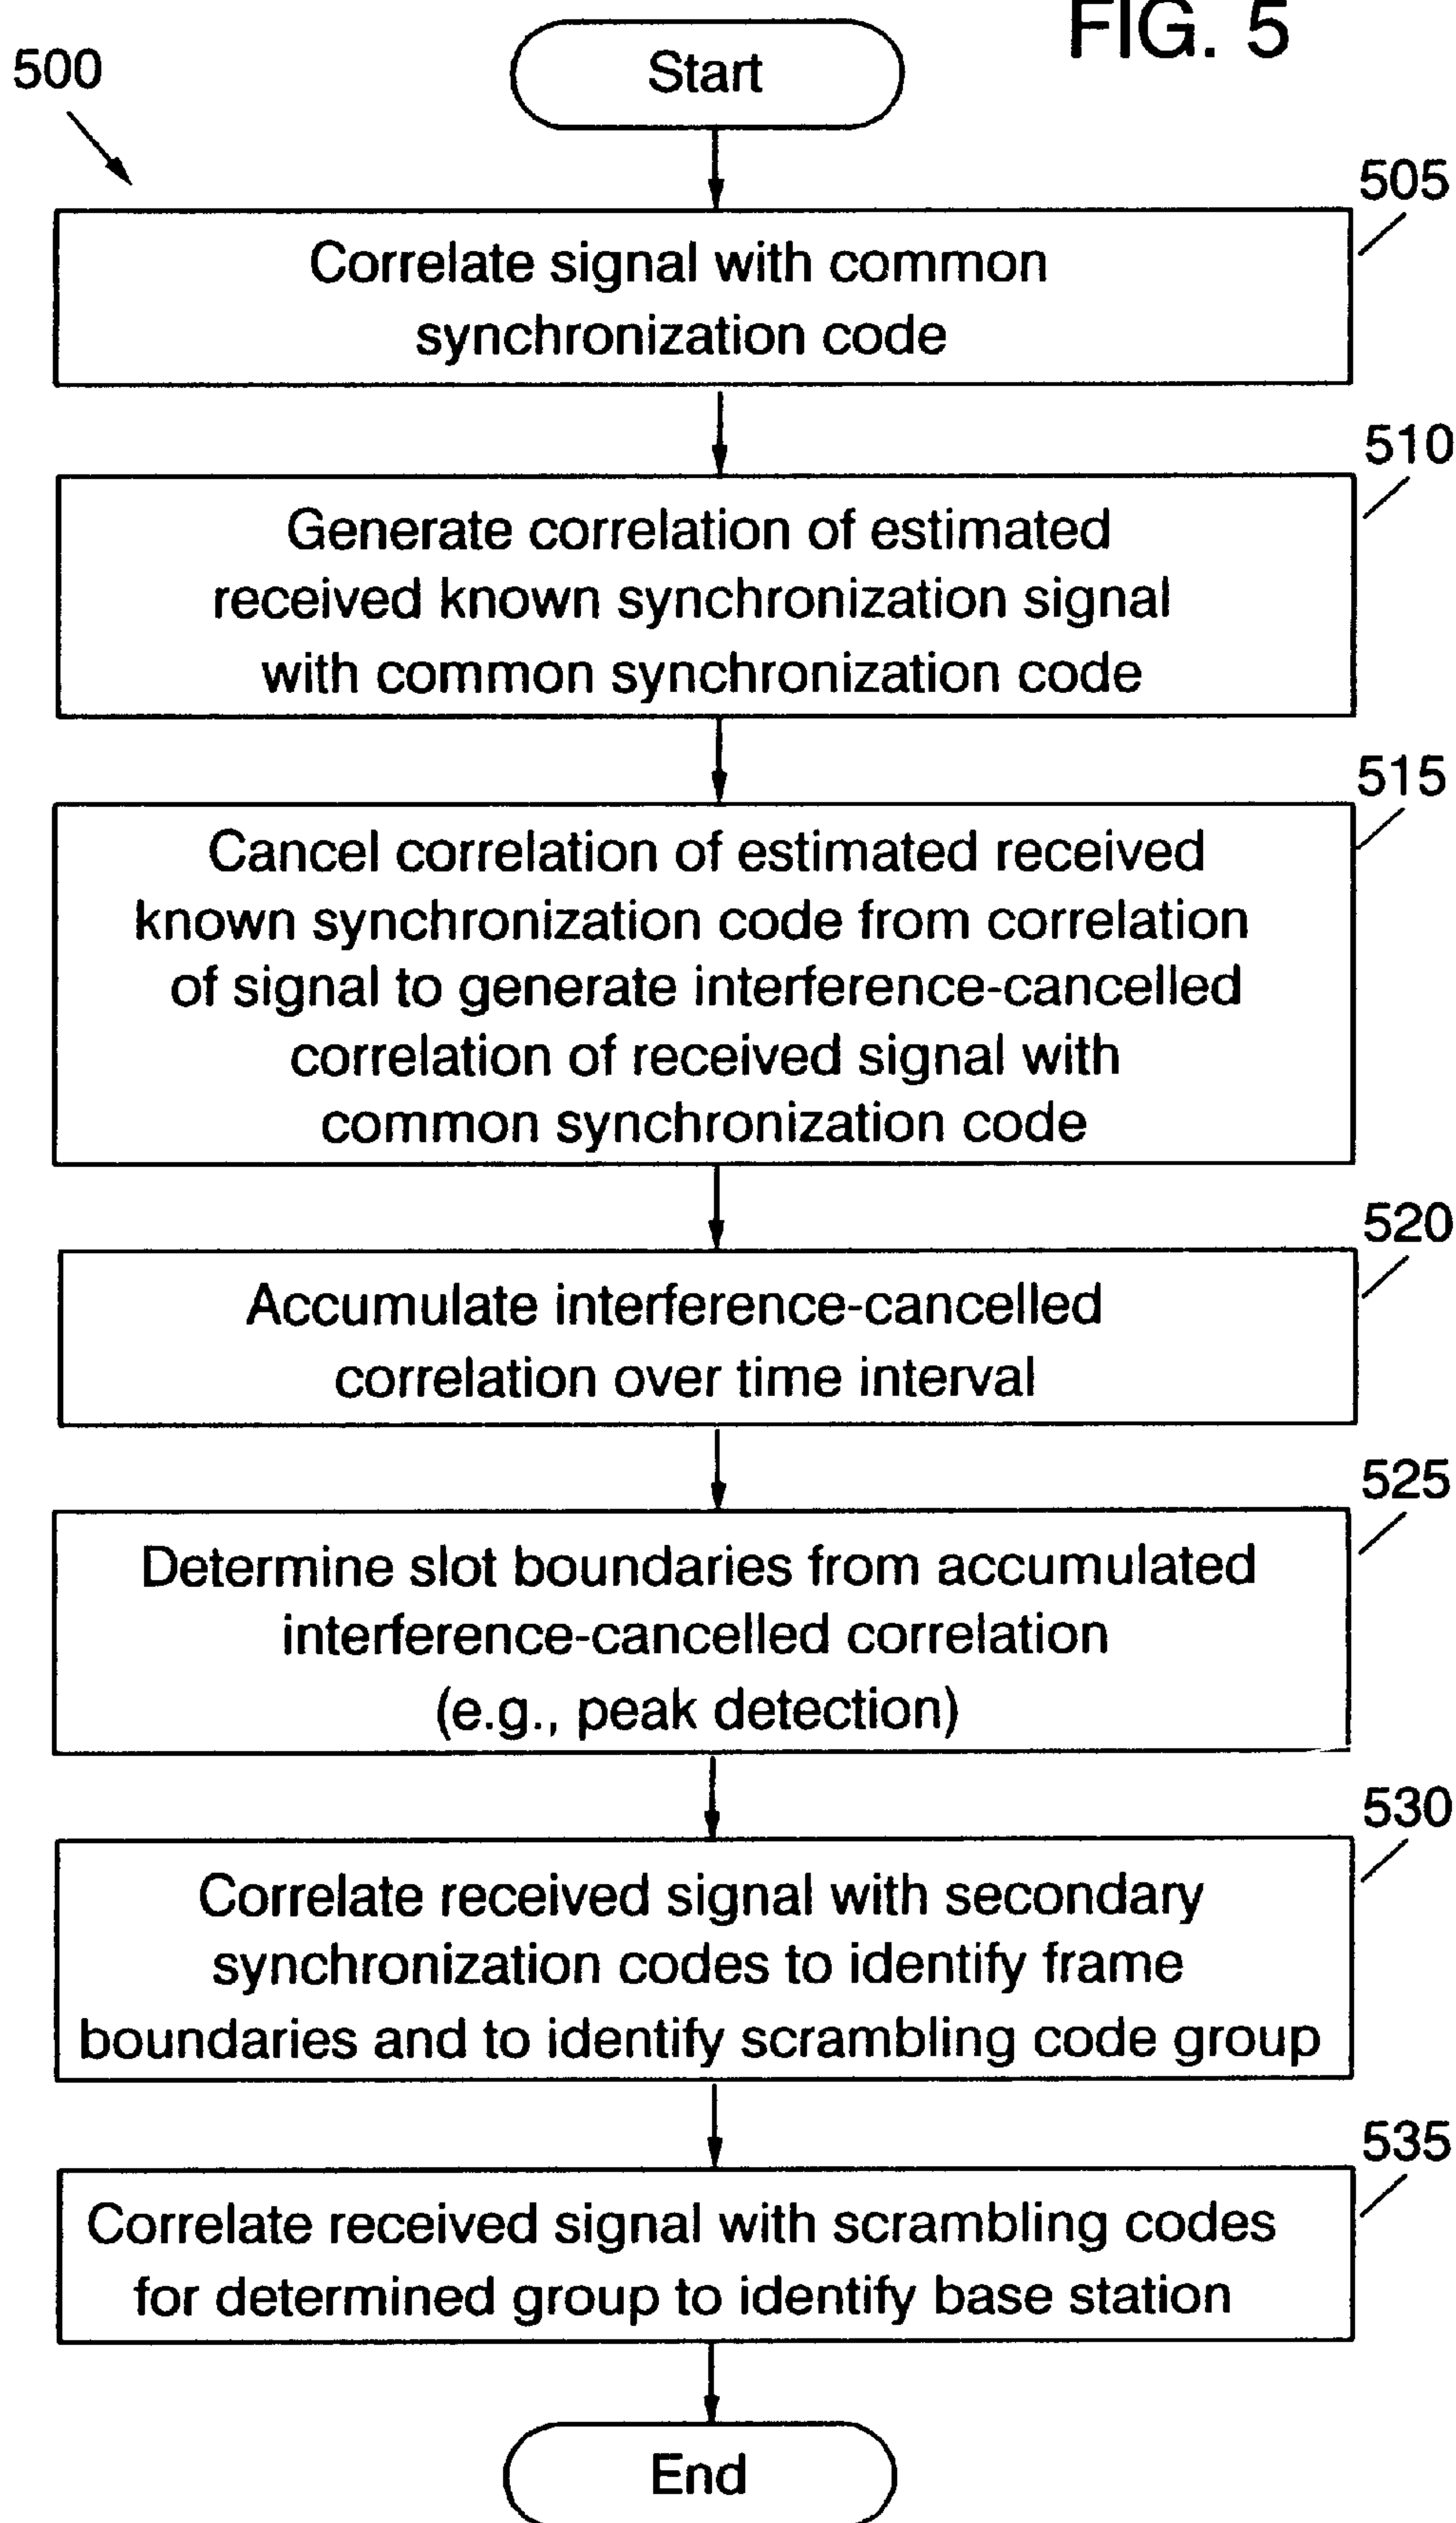 FIG. 5
500
Start
505
Correlate signal with common
synchronization code
510
Generate correlation of estimated
received known synchronization signal
with common synchronization code
515
Cancel correlation of estimated received
known synchronization code from correlation
of signal to generate interference-cancelled
correlation of received signal with
common synchronization code
520
Accumulate interference-cancelled
correlation over time interval
525
Determine slot boundaries from accumulated
interference-cancelled correlation
(e.g., peak detection)
530
Correlate received signal with secondary
synchronization codes to identify frame
boundaries and to identify scrambling code group
535
Correlate received signal with scrambling codes
for determined group to identify base station
End